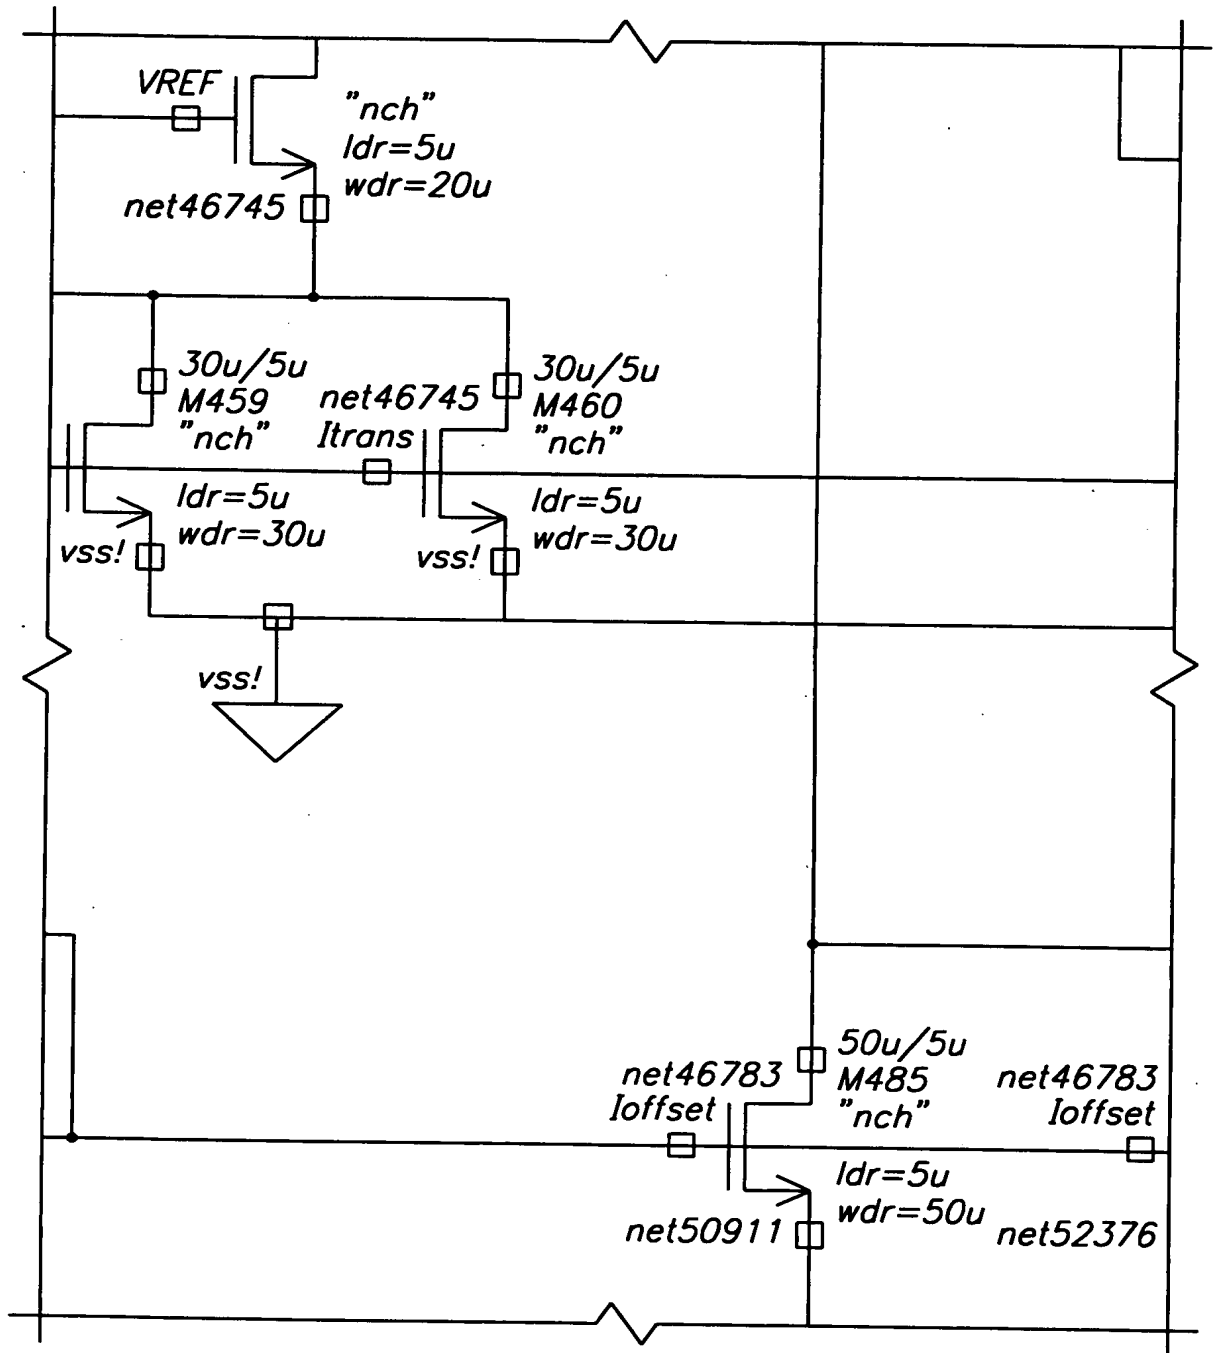 VREF
"nch"
ldr=5u
wdr=20u
net46745
30u/5u
M459
"nch"
ldr=5u
wdr=30u
vss!
net46745
Itrans
30u/5u
M460
"nch"
ldr=5u
wdr=30u
vss!
vss!
net46783
Ioffset
50u/5u
M485
"nch"
ldr=5u
wdr=50u
net50911
net46783
Ioffset
net52376